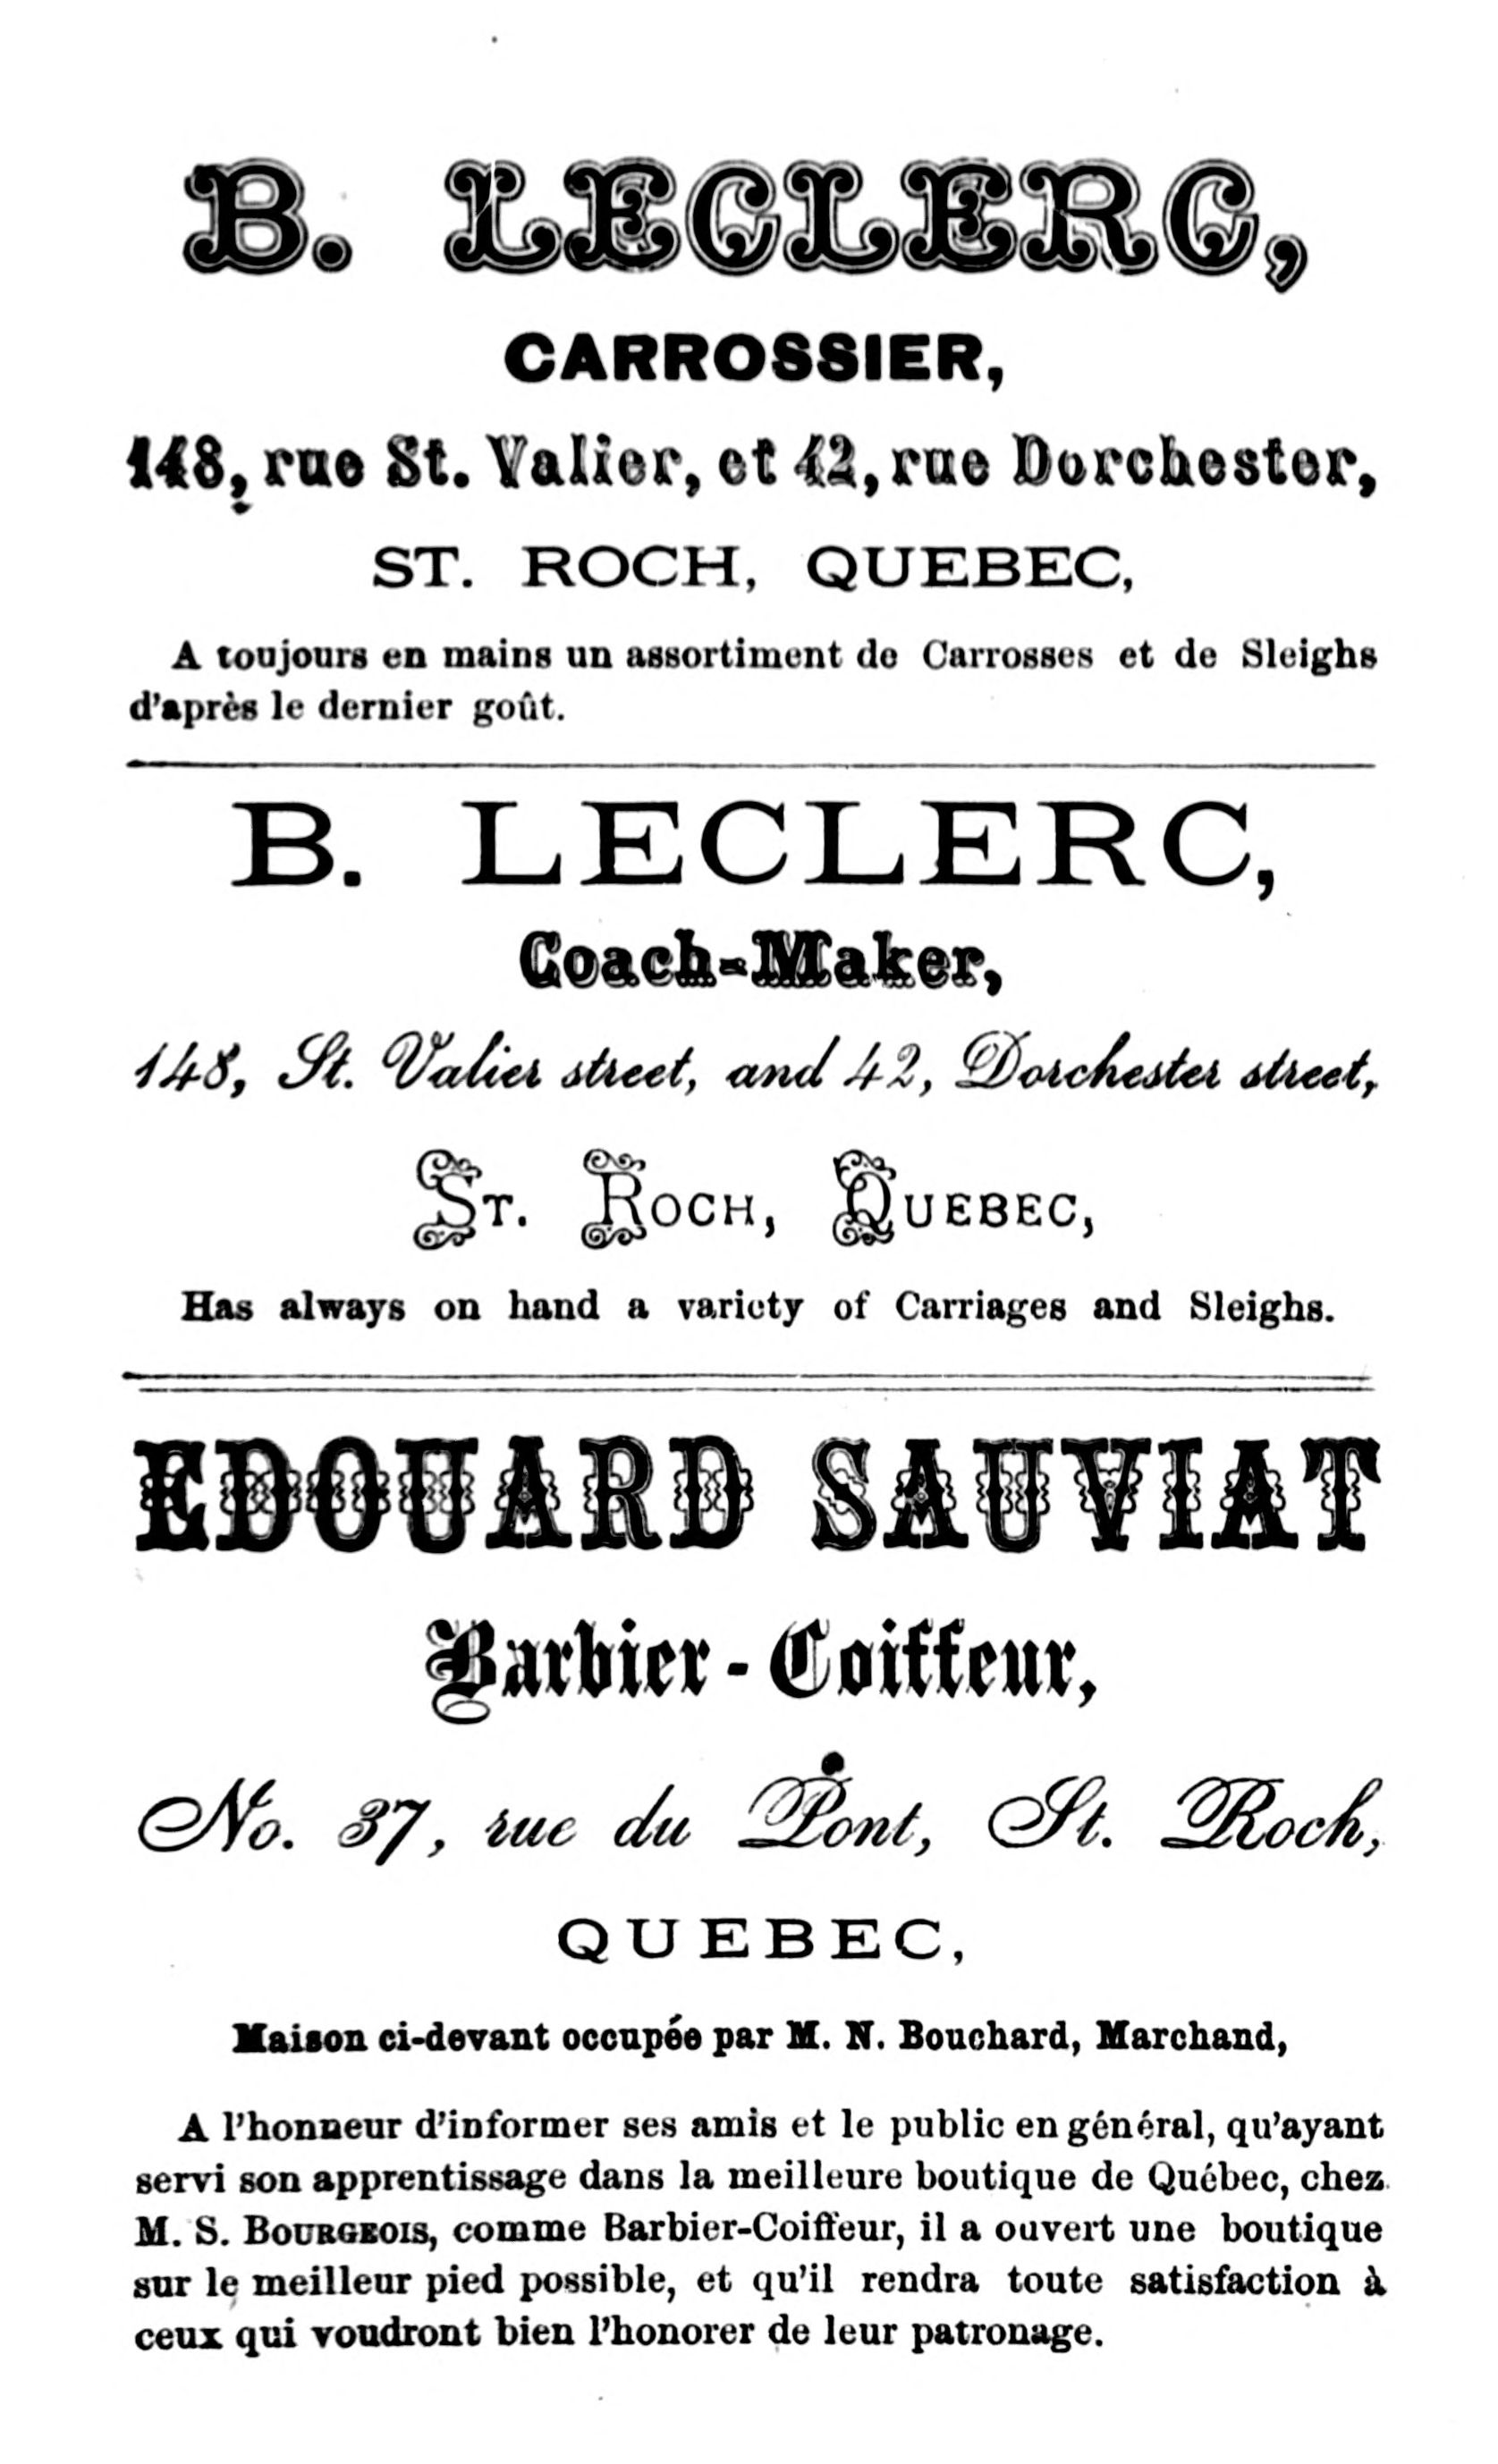 B. LECLERC,
CARROSSIER,
148, rue St. Valier, et 42, rue Dorchester,
ST. ROCH, QUEBEC,
A toujours en mains un assortiment de Carrosses et de Sleighs
d'après le dernier goût.
B. LECLERC,
Coach-Maker,
148, St. Valier street, and 42, Dorchester street,
ST. ROCH, QUEBEC,
Has always on hand a variety of Carriages and Sleighs.
EDOUARD SAUVIAT
Barbier-Coiffeur,
No. 37, rue du Pont, St. Roch,
QUEBEC,
Maison ci-devant occupée par M. N. Bouchard, Marchand,
A l'honneur d'informer ses amis et le public en général, qu'ayant
servi son apprentissage dans la meilleure boutique de Québec, chez
M. S. BOURGEOIS, comme Barbier-Coiffeur, il a ouvert une boutique
sur le meilleur pied possible, et qu'il rendra toute satisfaction à
ceux qui voudront bien l'honorer de leur patronage.